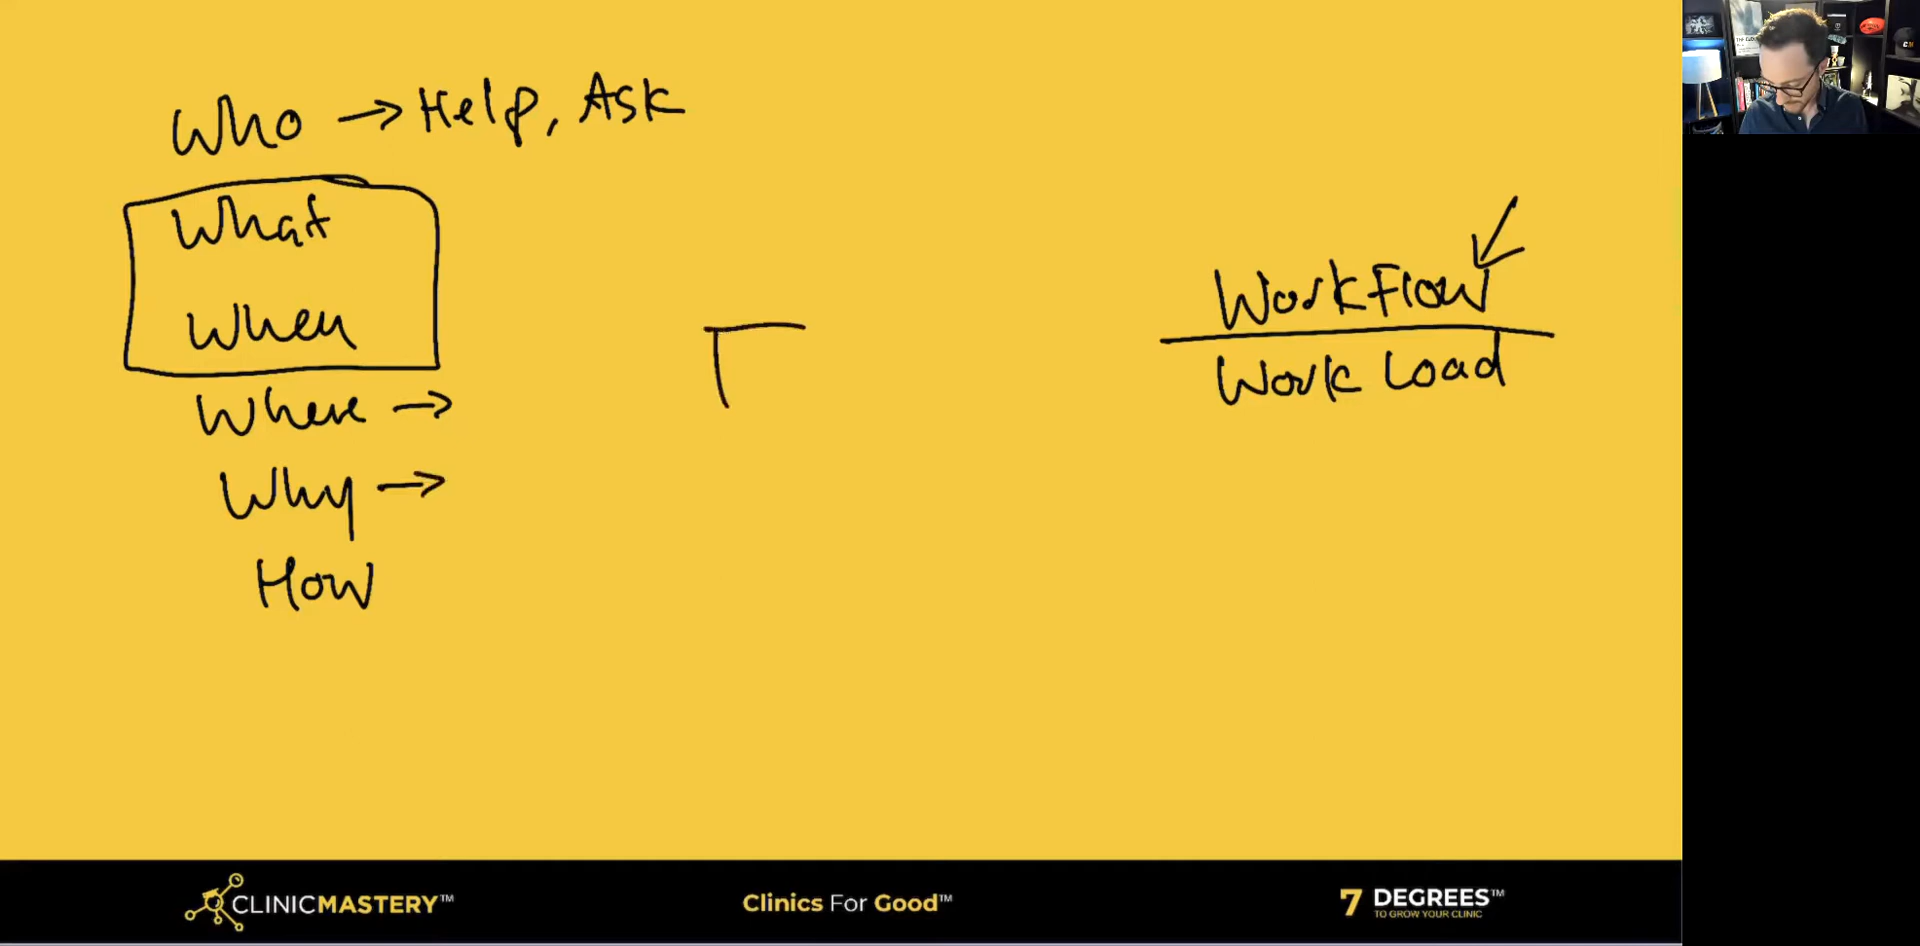 Who → Help, Ask
What
When
Where →
Why →
How
WorkFlow
Work Load
CLINICMASTERY™
Clinics For Good™
7 DEGREES™
TO GROW YOUR CLINIC